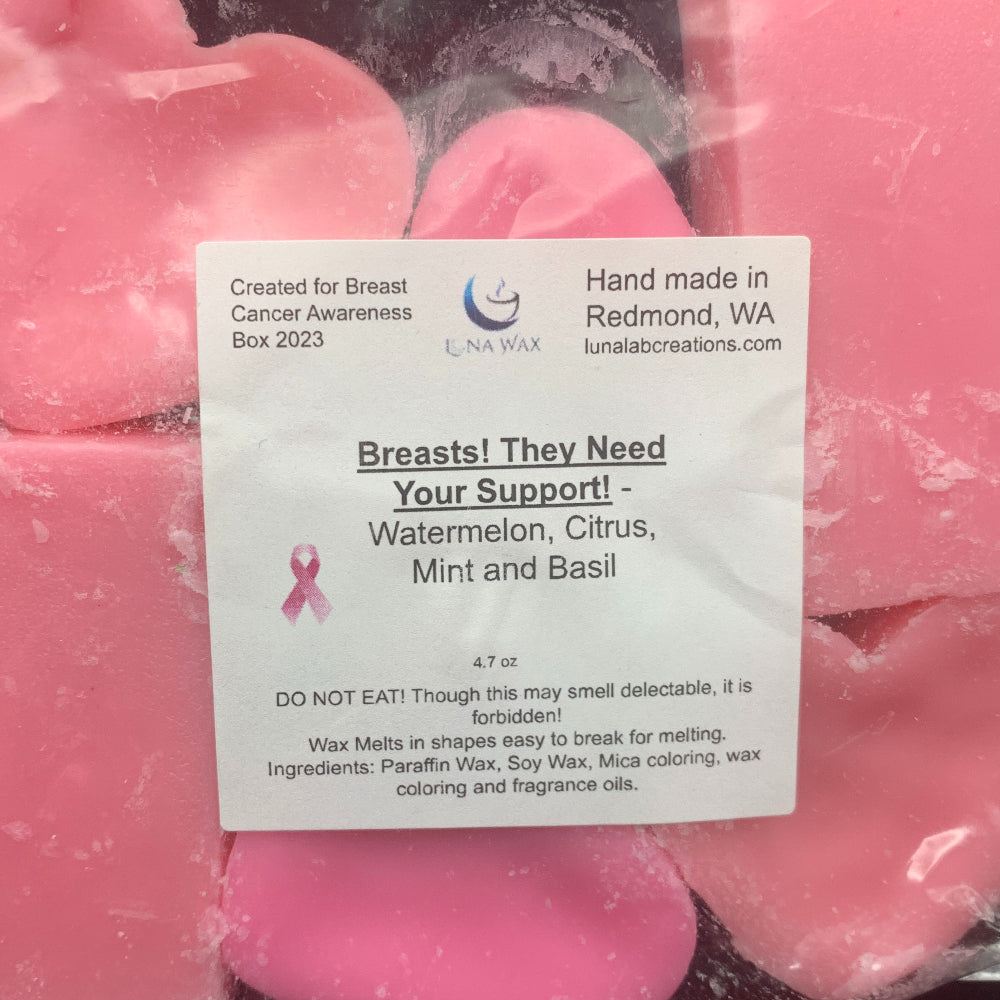 Created for Breast
Cancer Awareness
Box 2023
LUNA WAX
Hand made in
Redmond, WA
lunalabcreations.com
Breasts! They Need
Your Support! -
Watermelon, Citrus,
Mint and Basil
4.7 oz
DO NOT EAT! Though this may smell delectable, it is
forbidden!
Wax Melts in shapes easy to break for melting.
Ingredients: Paraffin Wax, Soy Wax, Mica coloring, wax
coloring and fragrance oils.